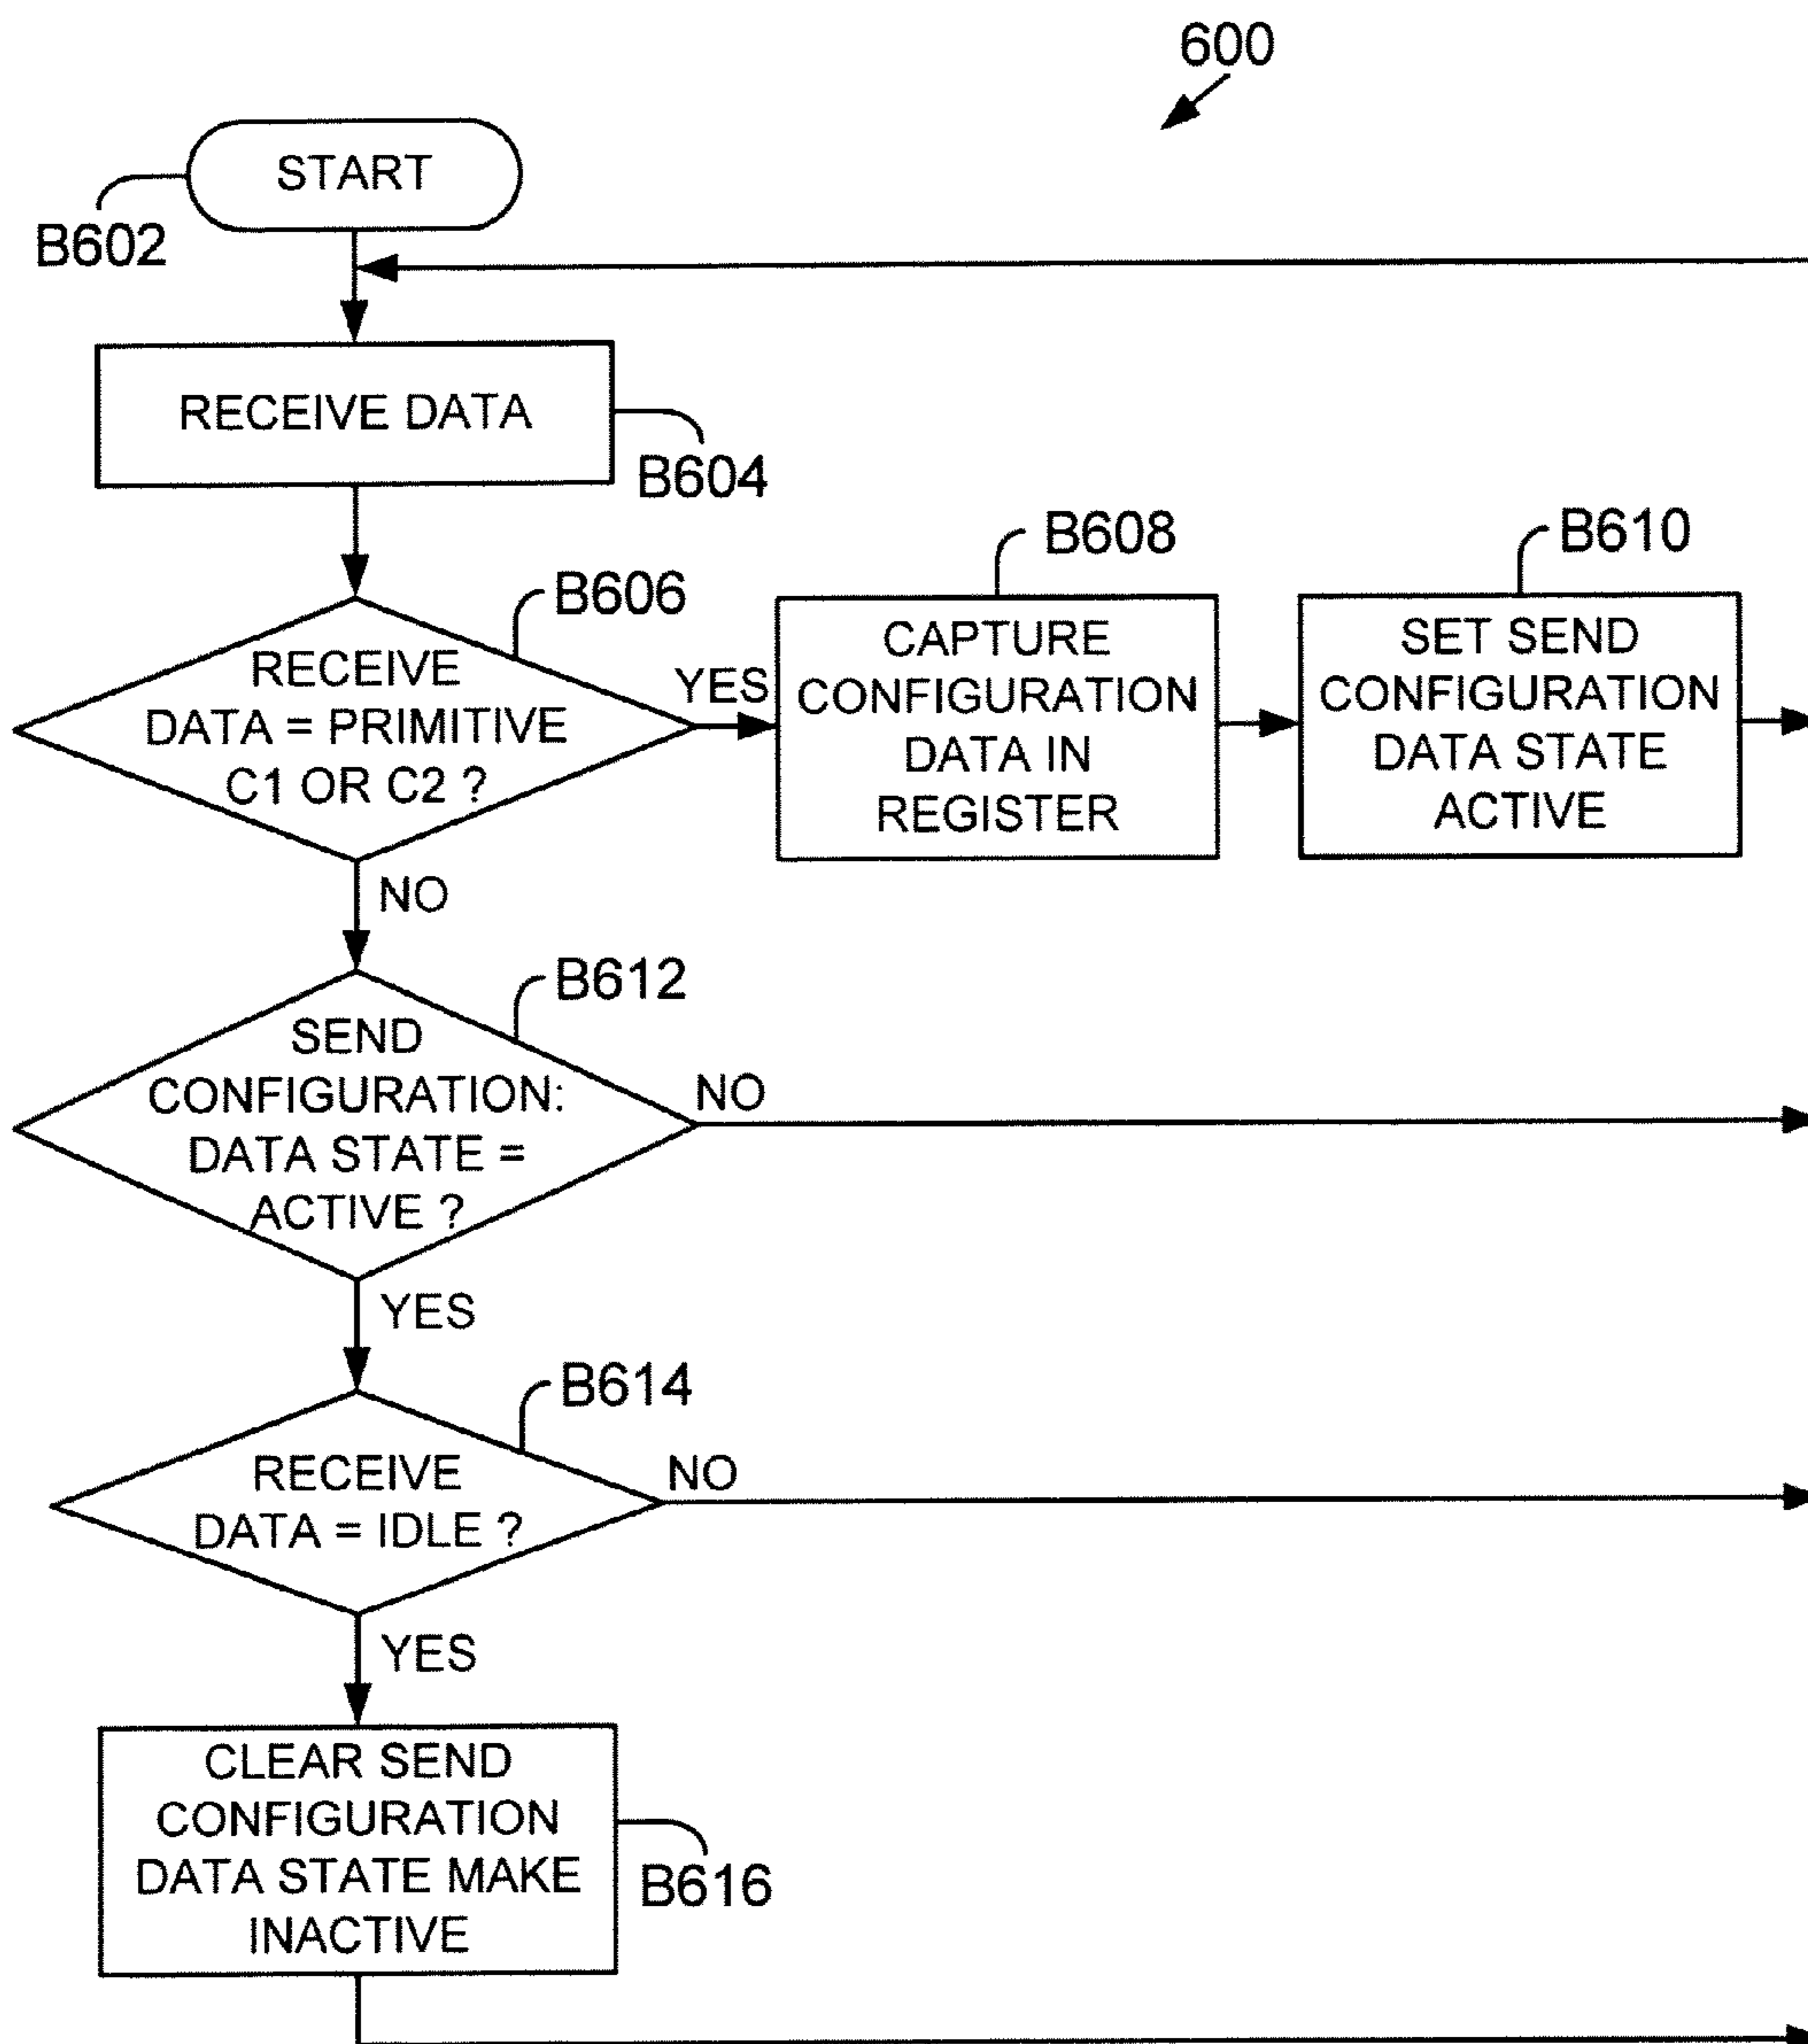 600
START
B602
RECEIVE DATA
B604
B606
RECEIVE
DATA = PRIMITIVE
C1 OR C2 ?
YES
B608
CAPTURE
CONFIGURATION
DATA IN
REGISTER
B610
SET SEND
CONFIGURATION
DATA STATE
ACTIVE
NO
B612
SEND
CONFIGURATION:
DATA STATE =
ACTIVE ?
NO
YES
B614
RECEIVE
DATA = IDLE ?
NO
YES
CLEAR SEND
CONFIGURATION
DATA STATE MAKE
INACTIVE
B616